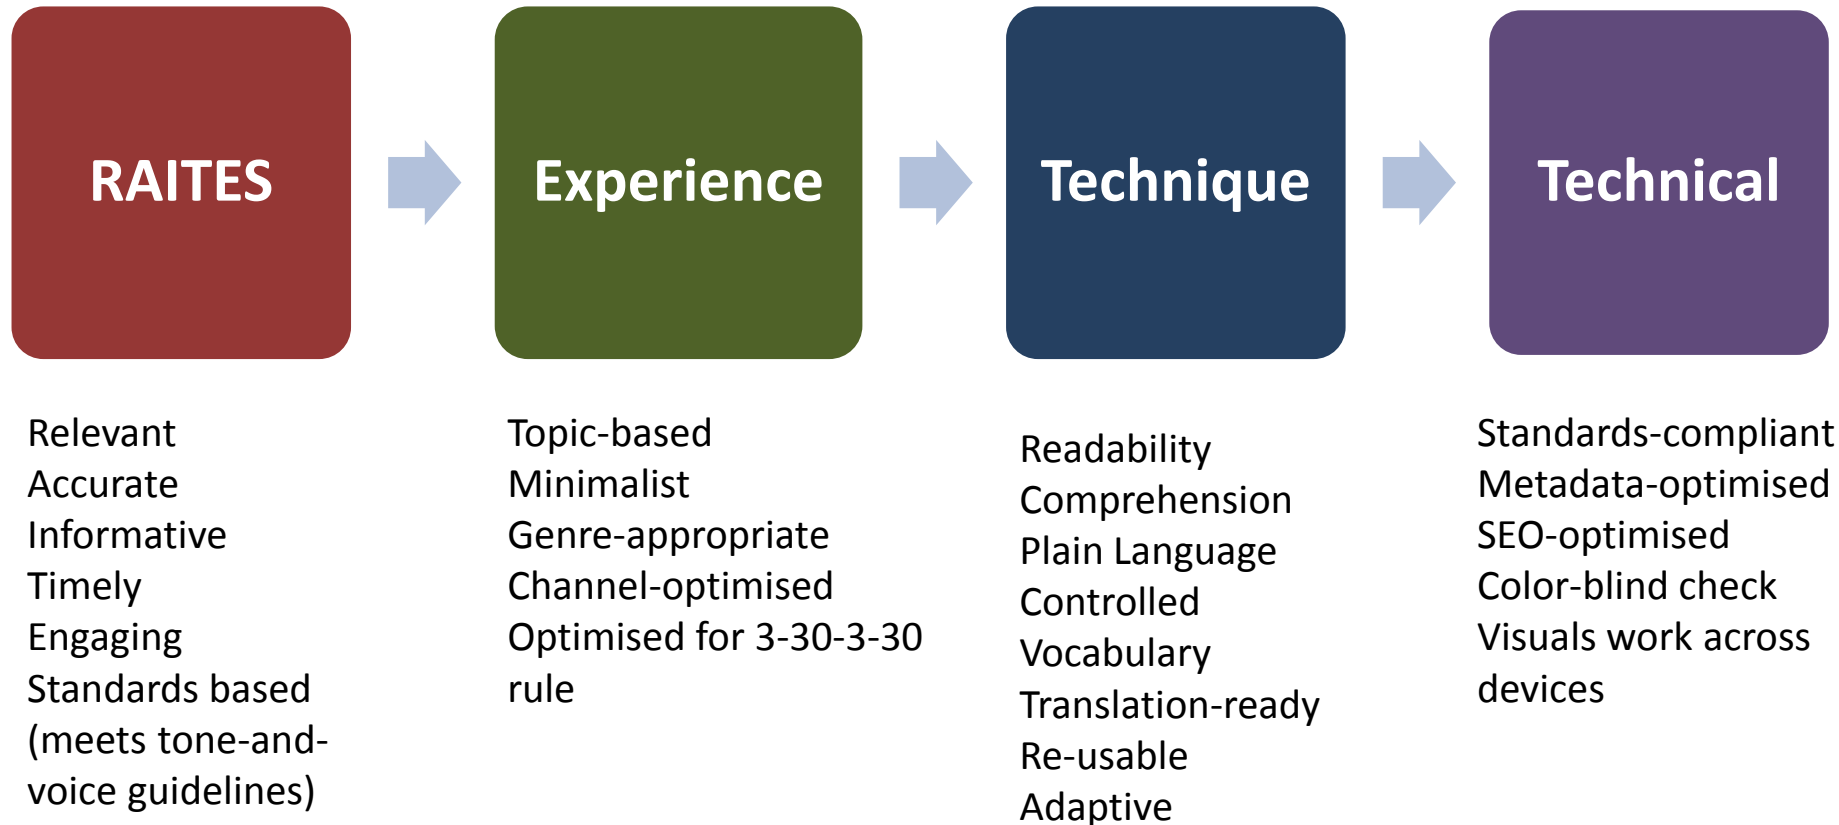 RAITES
Experience
Technique
Technical
Relevant
Accurate
Informative
Timely
Engaging
Standards based
(meets tone-and-
voice guidelines)
Topic-based
Minimalist
Genre-appropriate
Channel-optimised
Optimised for 3-30-3-30
rule
Readability
Comprehension
Plain Language
Controlled
Vocabulary
Translation-ready
Re-usable
Adaptive
Standards-compliant
Metadata-optimised
SEO-optimised
Color-blind check
Visuals work across
devices